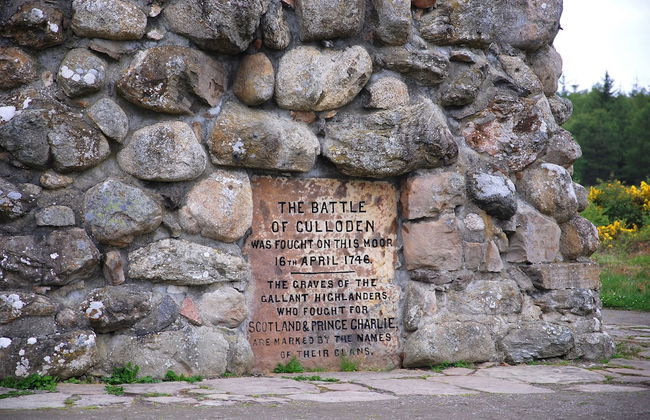 THE BATTLE
OF CULLODEN
WAS FOUGHT ON THIS MOOR
16TH APRIL 1746.
THE GRAVES OF THE
GALLANT HIGHLANDERS,
WHO FOUGHT FOR
SCOTLAND & PRINCE CHARLIE,
ARE MARKED BY THE NAMES
OF THEIR CLANS.